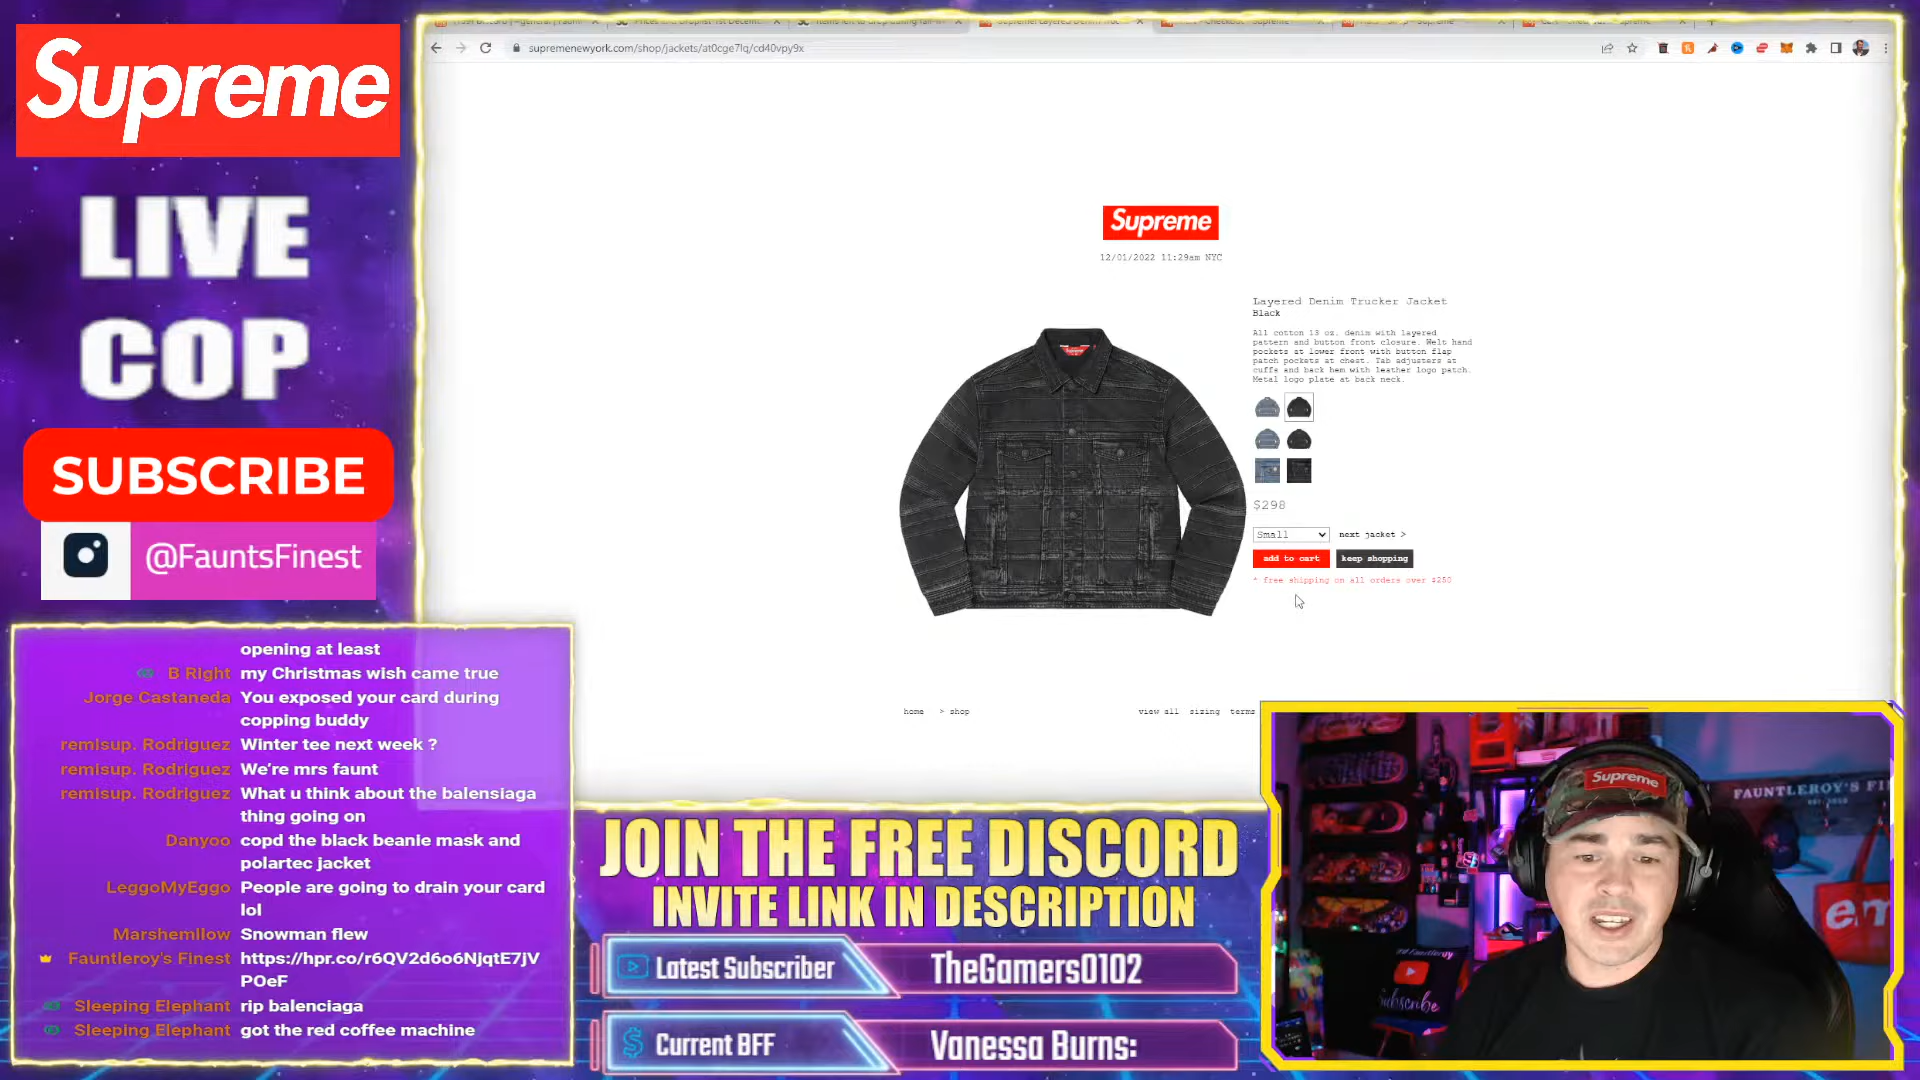 Supreme
LIVE
COP
SUBSCRIBE
@FauntsFinest
supremenewyork.com/shop/jackets/at0cge7lq/cd40vpy9x
Supreme
12/01/2022 11:29am NYC
Layered Denim Trucker Jacket
Black
All cotton 13 oz. denim with layered
pattern and button front closure. Welt hand
pockets at lower front with button flap
patch pockets at chest. Tab adjusters at
cuffs and back hem with leather logo patch.
Metal logo plate at back neck.
$298
Small
next jacket >
add to cart
keep shopping
* free shipping on all orders over $250
home > shop
view all sizing terms
opening at least
B Right my Christmas wish came true
Jorge Castaneda You exposed your card during
copping buddy
remisup. Rodriguez Winter tee next week ?
remisup. Rodriguez We're mrs faunt
remisup. Rodriguez What u think about the balensiaga
thing going on
Danyoo copd the black beanie mask and
polartec jacket
LeggoMyEggo People are going to drain your card
lol
Marshemllow Snowman flew
Fauntleroy's Finest https://hpr.co/r6QV2d6o6NjqtE7jV
P0eF
Sleeping Elephant rip balenciaga
Sleeping Elephant got the red coffee machine
JOIN THE FREE DISCORD
INVITE LINK IN DESCRIPTION
Latest Subscriber
TheGamers0102
Current BFF
Vanessa Burns:
Supreme
FAUNTLEROY'S FI
em
Subscribe